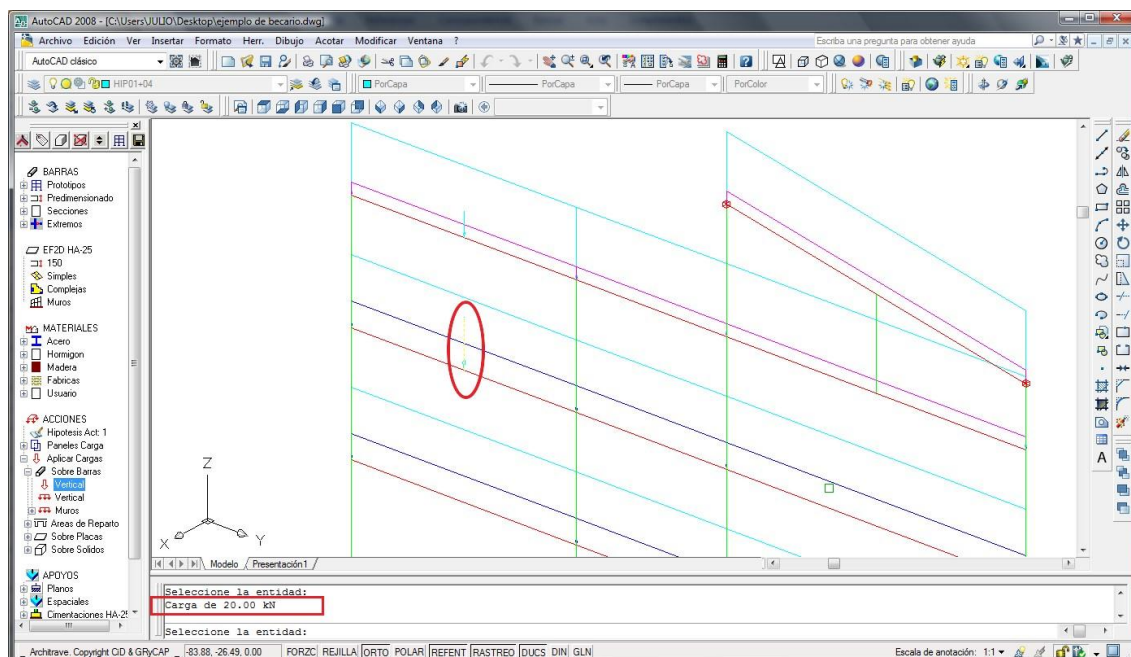 AutoCAD 2008 - [C:\Users\JULIO\Desktop\ejemplo de becario.dwg]
Archivo Edición Ver Insertar Formato Herr. Dibujo Acotar Modificar Ventana ?
Escriba una pregunta para obtener ayuda
AutoCAD clásico
HIP01+04
PorCapa
PorCapa
PorCapa
PorColor
BARRAS
Prototipos
Predimensionado
Secciones
Extremos
EF2D HA-25
150
Simples
Complejas
Muros
MATERIALES
Acero
Hormigon
Madera
Fabricas
Usuario
ACCIONES
Hipotesis Act: 1
Paneles Carga
Aplicar Cargas
Sobre Barras
Vertical
Vertical
Muros
Areas de Reparto
Sobre Placas
Sobre Solidos
APOYOS
Planos
Espaciales
Cimentaciones HA-2
Z
X
Y
Modelo
Presentación1
Seleccione la entidad:
Carga de 20.00 kN
Seleccione la entidad:
Architrave. Copyright CiD & GRyCAP
-83.88, -26.49, 0.00
FORZC REJILLA ORTO POLAR REFENT RASTREO DUCS DIN GLN
Escala de anotación: 1:1
A